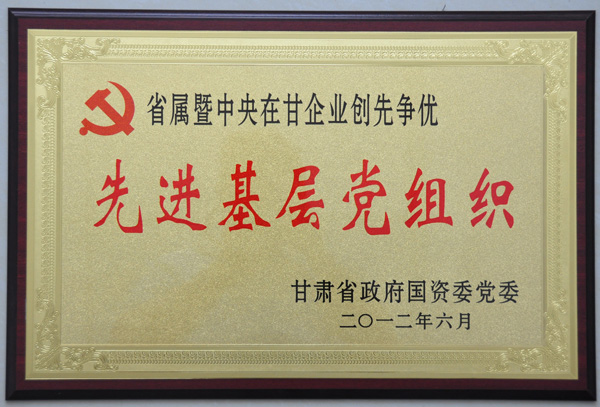 省属暨中央在甘企业创先争优
先进基层党组织
甘肃省政府国资委党委
二〇一二年六月